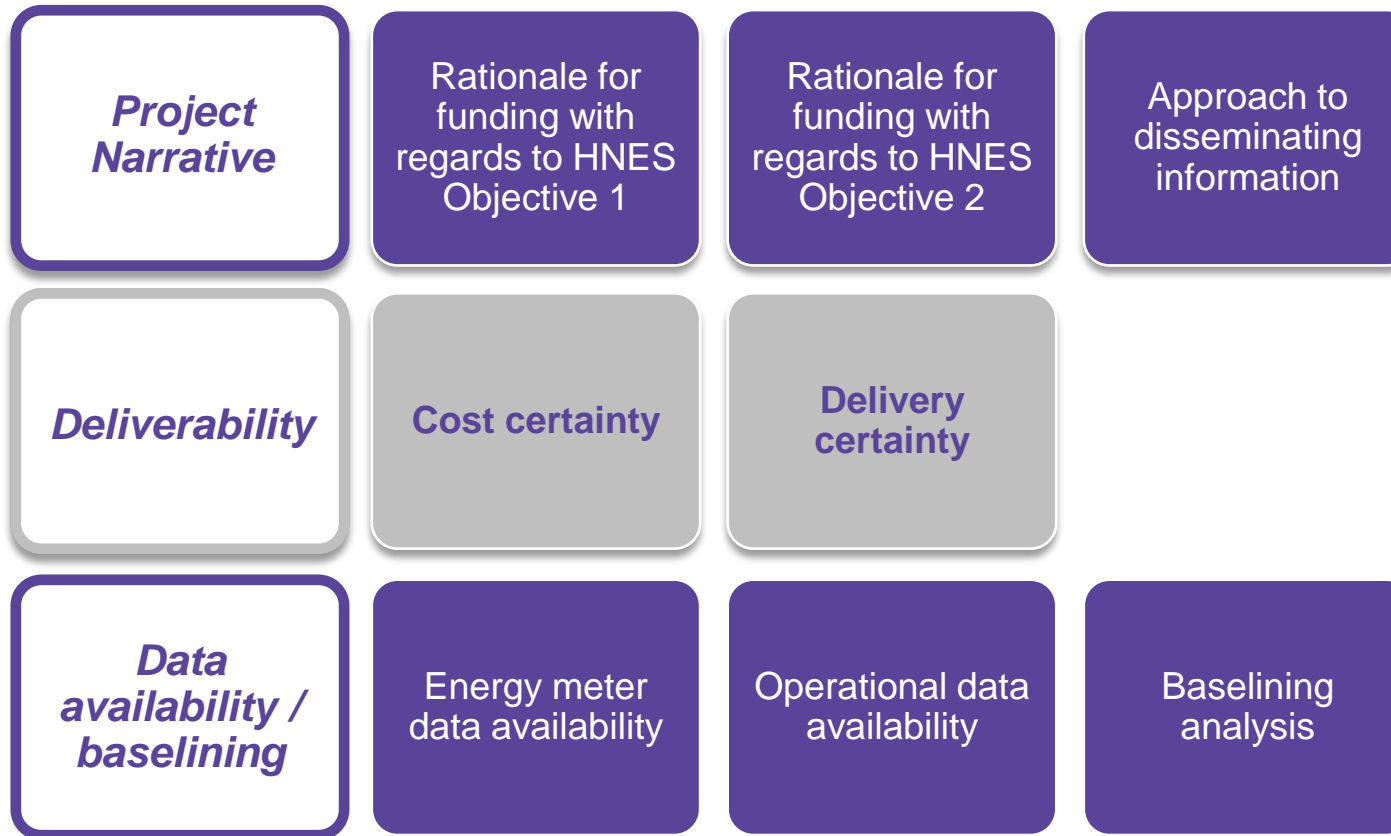 Project
Narrative
Rationale for
funding with
regards to HNES
Objective 1
Rationale for
funding with
regards to HNES
Objective 2
Approach to
disseminating
information
Deliverability
Cost certainty
Delivery
certainty
Data
availability /
baselining
Energy meter
data availability
Operational data
availability
Baselining
analysis